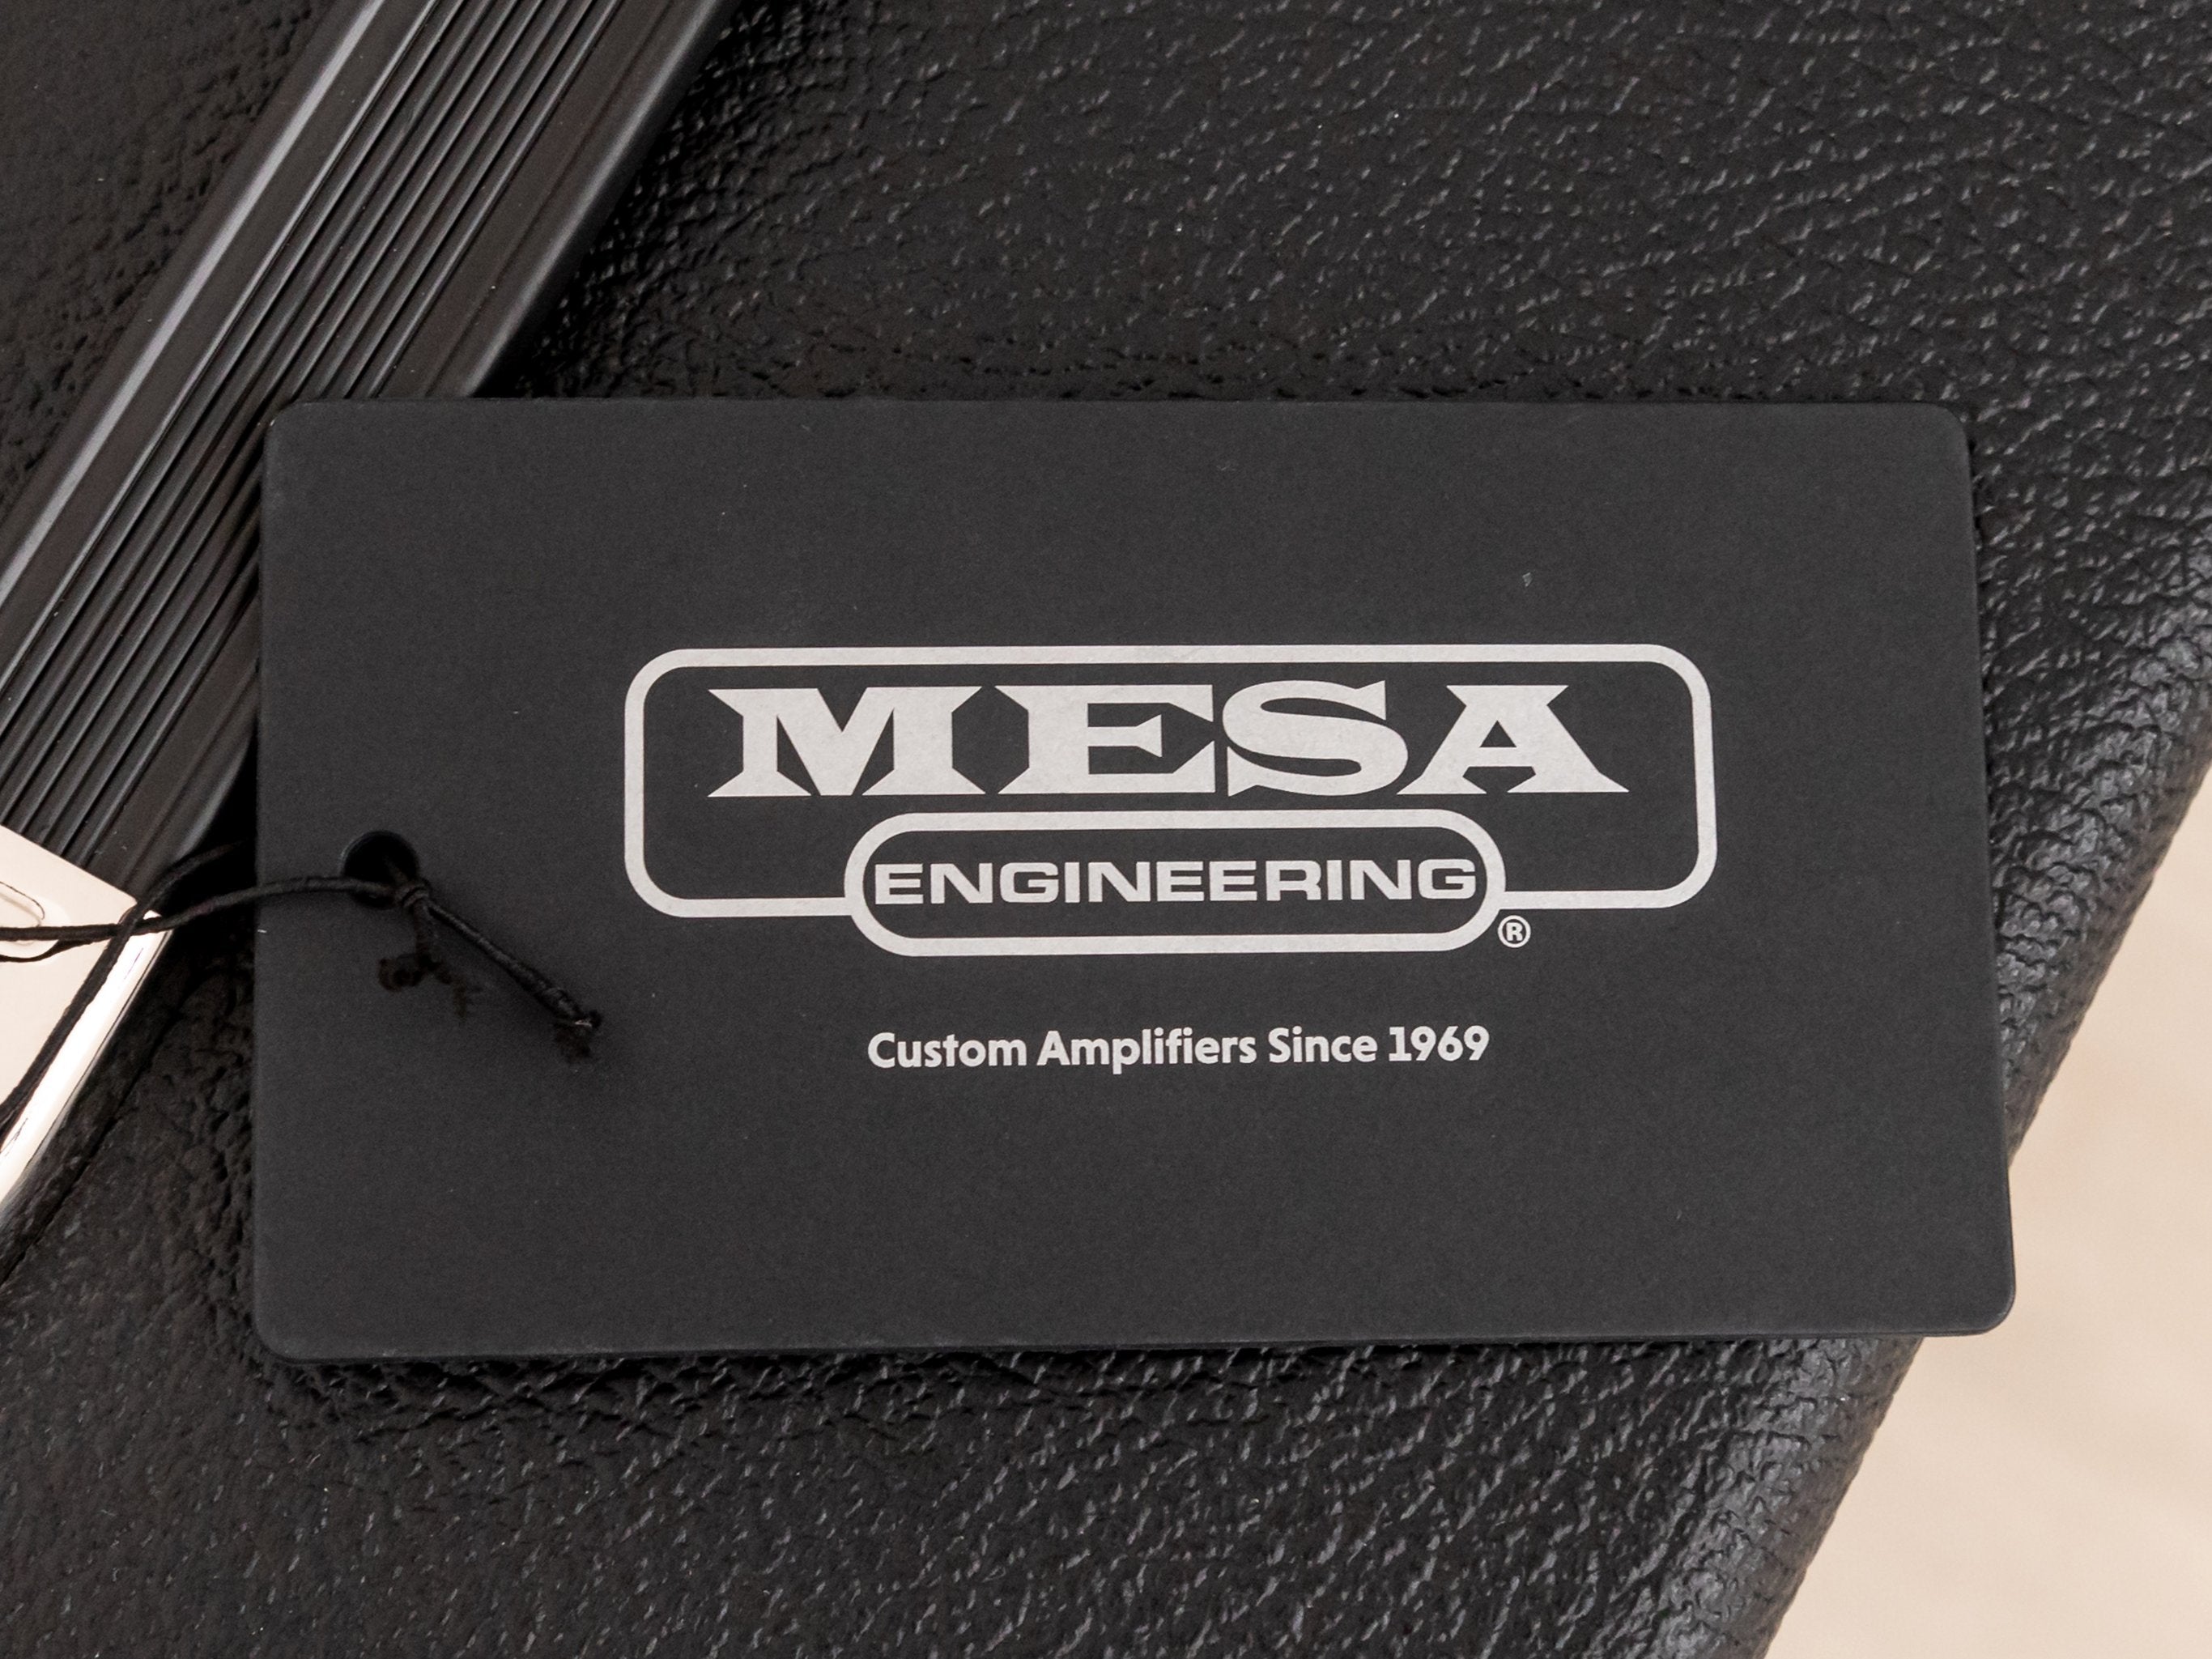 MESA
ENGINEERING®
Custom Amplifiers Since 1969